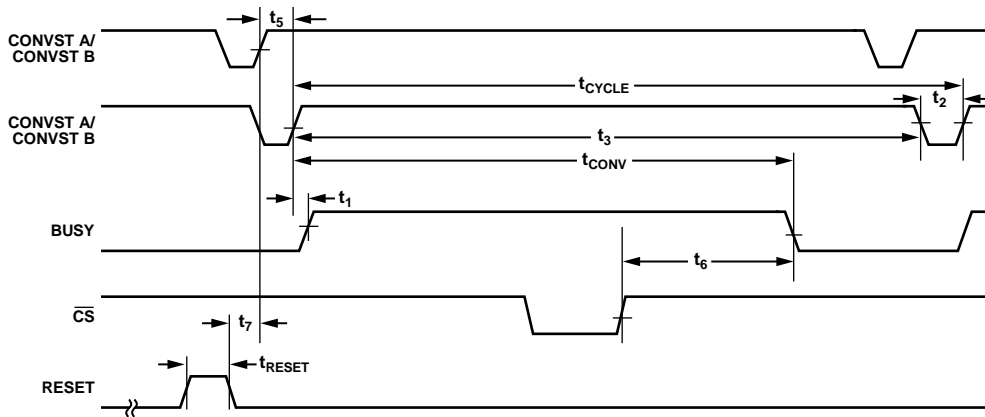 t5
CONVST A/
CONVST B
tCYCLE
t2
CONVST A/
CONVST B
t3
tCONV
t1
BUSY
t6
CS
t7
tRESET
RESET